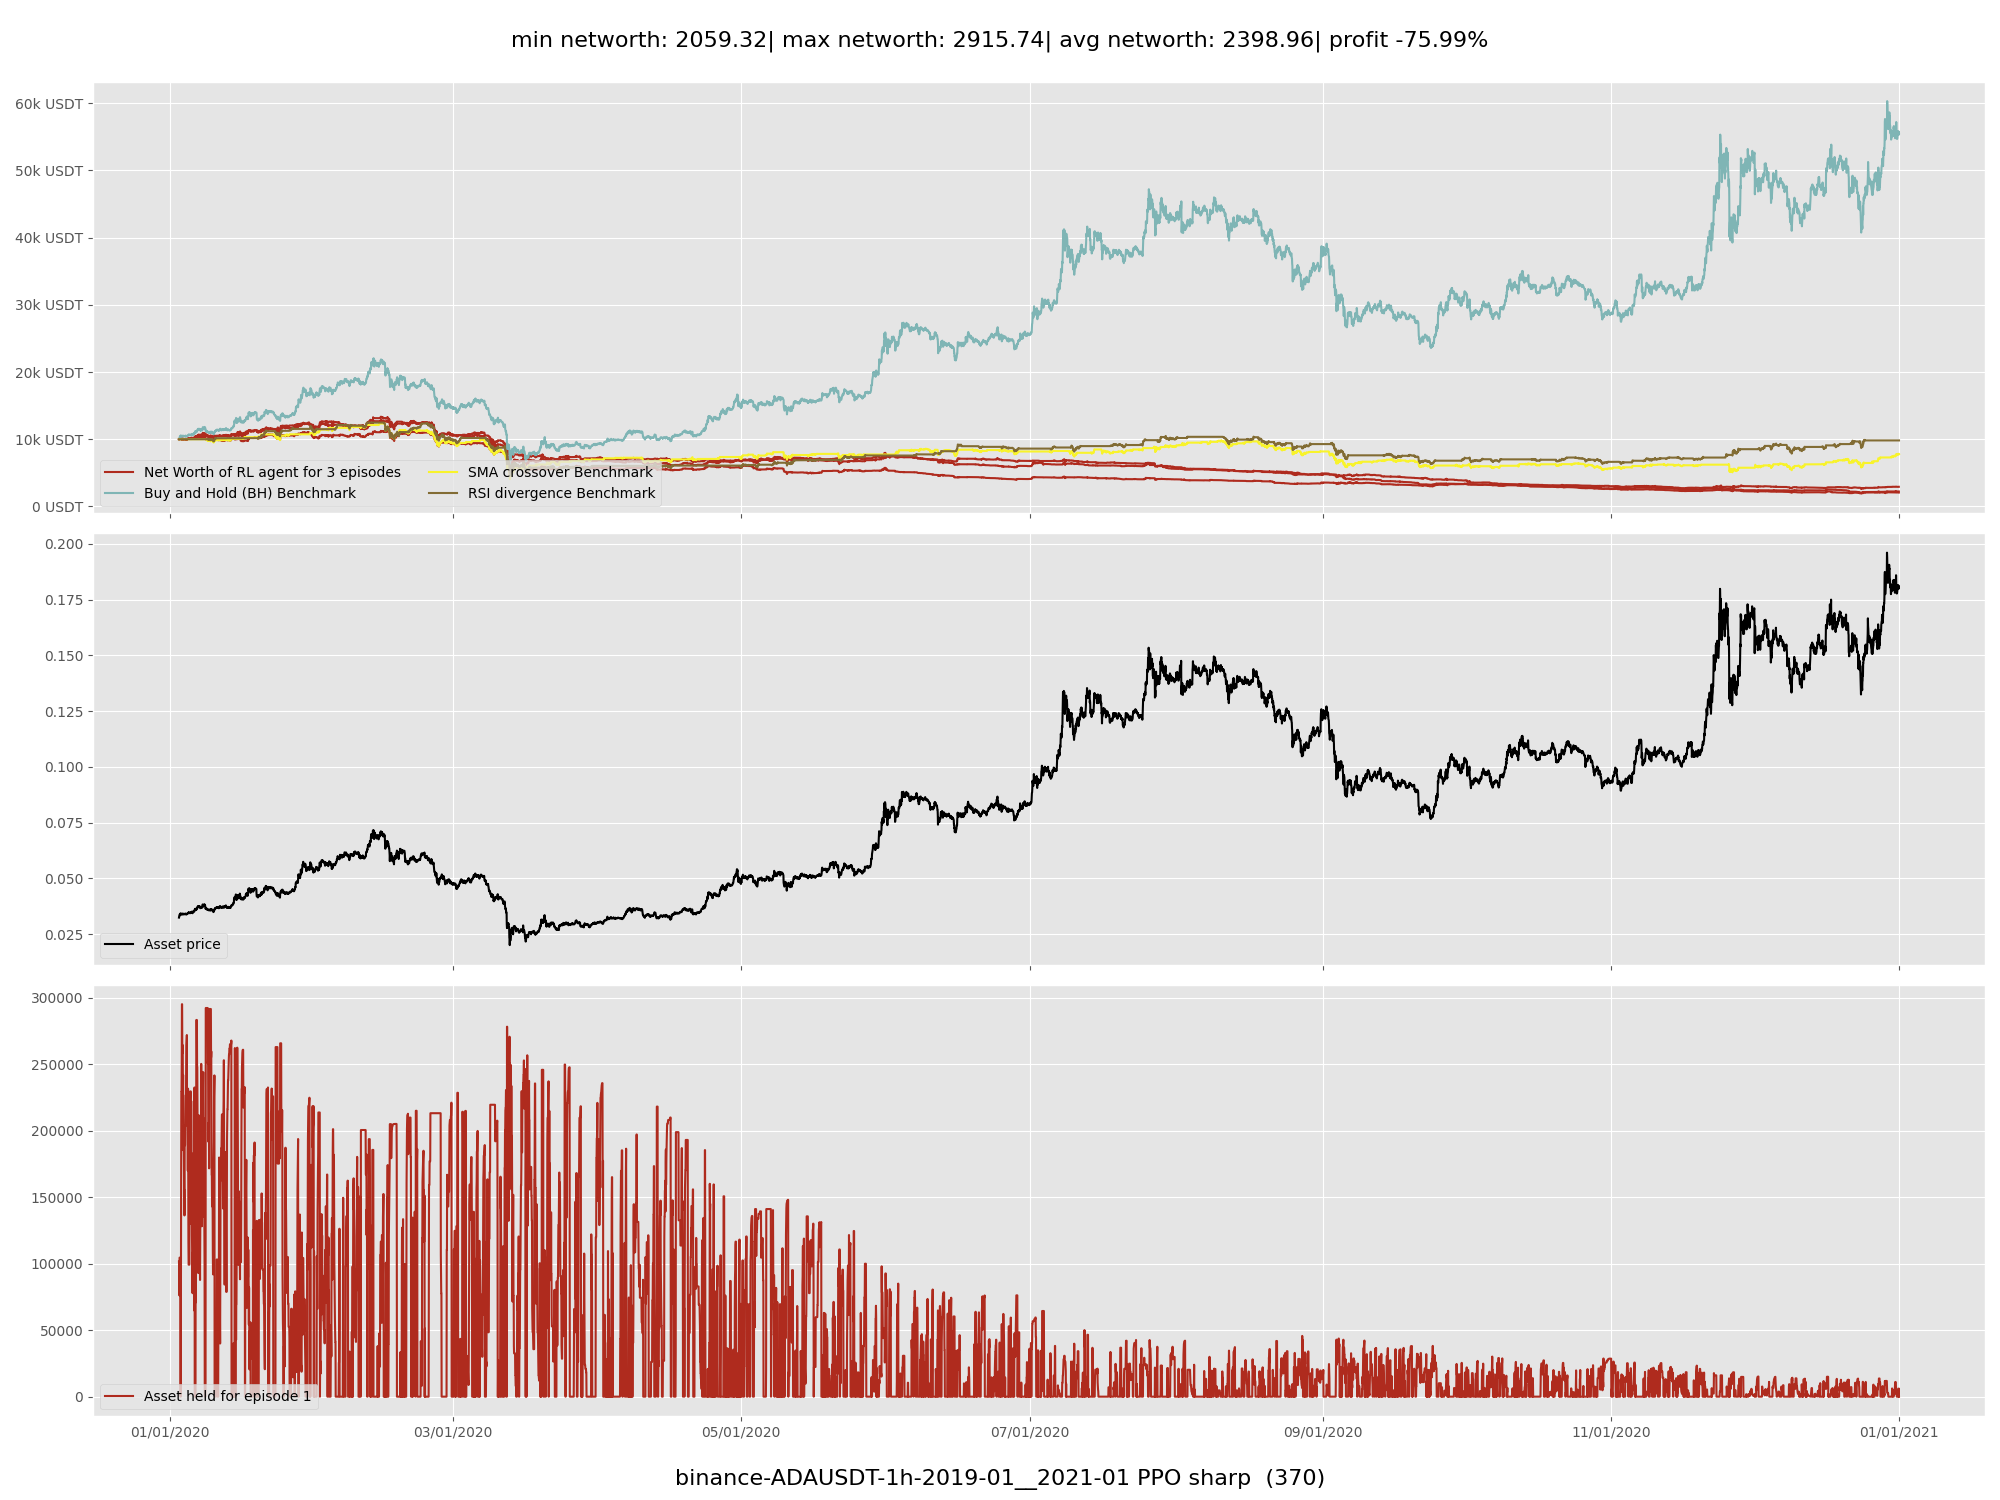 min networth: 2059.32| max networth: 2915.74| avg networth: 2398.96| profit -75.99%
60k USDT
50k USDT
40k USDT
30k USDT
20k USDT
10k USDT
0 USDT
Net Worth of RL agent for 3 episodes
Buy and Hold (BH) Benchmark
SMA crossover Benchmark
RSI divergence Benchmark
0.200
0.175
0.150
0.125
0.100
0.075
0.050
0.025
Asset price
300000
250000
200000
150000
100000
50000
0
Asset held for episode 1
01/01/2020 03/01/2020 05/01/2020 07/01/2020 09/01/2020 11/01/2020 01/01/2021
binance-ADAUSDT-1h-2019-01__2021-01 PPO sharp (370)